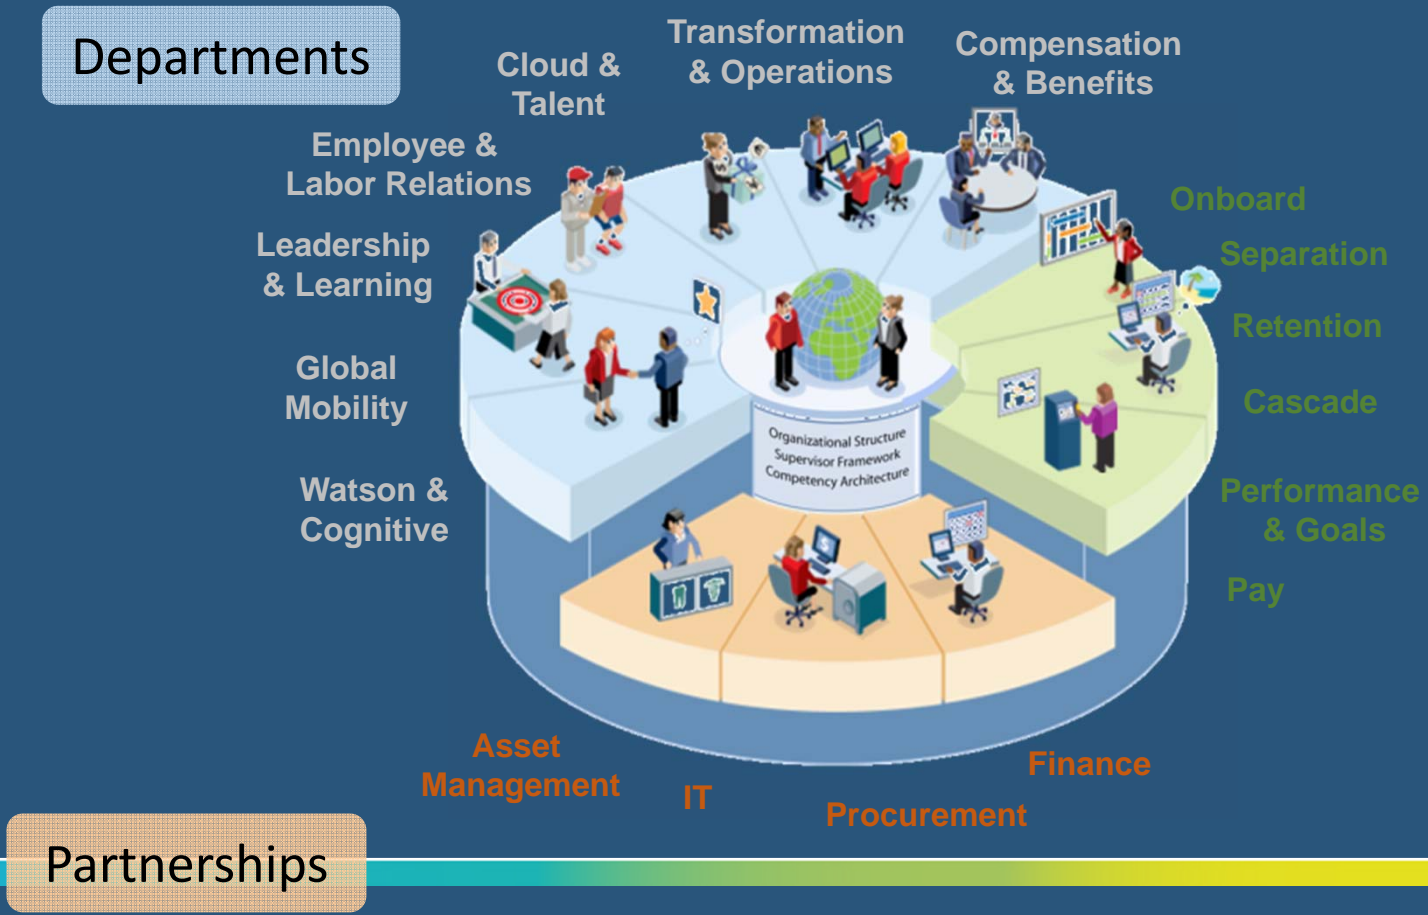 Departments
Transformation
& Operations
Compensation
& Benefits
Cloud &
Talent
Employee &
Labor Relations
Leadership
& Learning
Global
Mobility
Watson &
Cognitive
Onboard
Separation
Retention
Cascade
Performance
& Goals
Pay
Organizational Structure
Supervisor Framework
Competency Architecture
Asset
Management
IT
Procurement
Finance
Partnerships